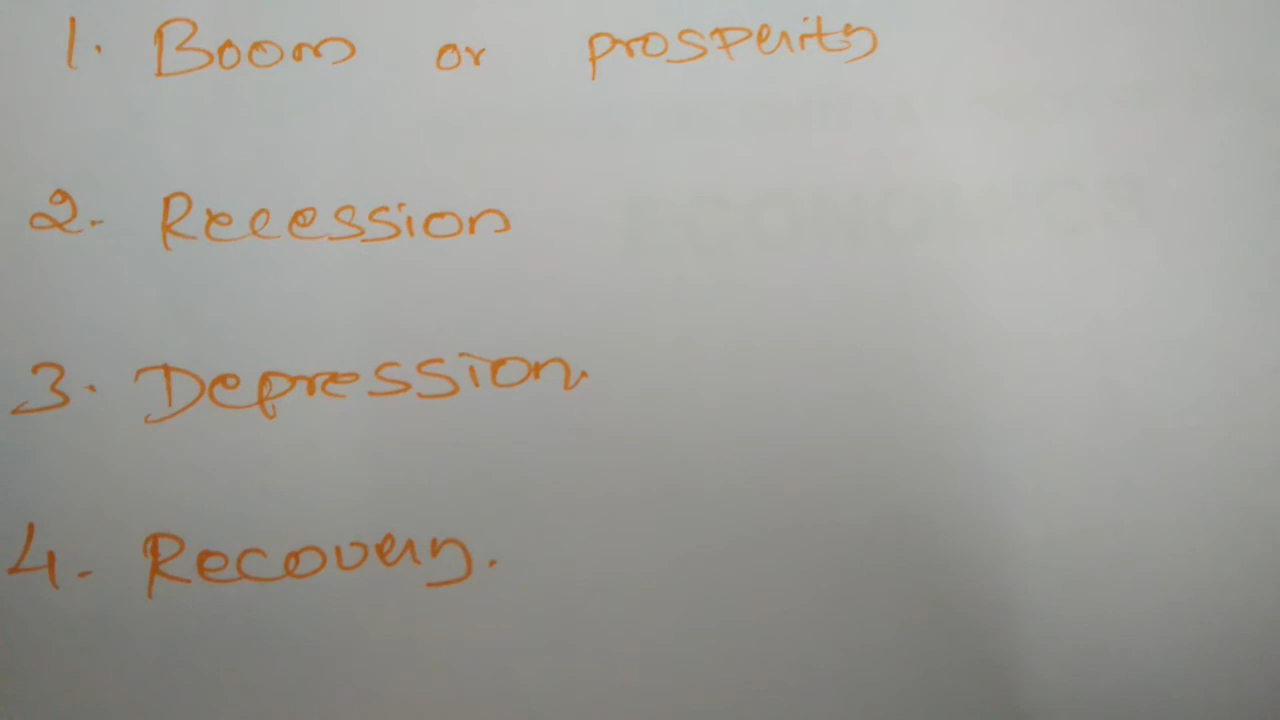 1. Boom or prosperity
2. Recession
3. Depression.
4. Recovery.